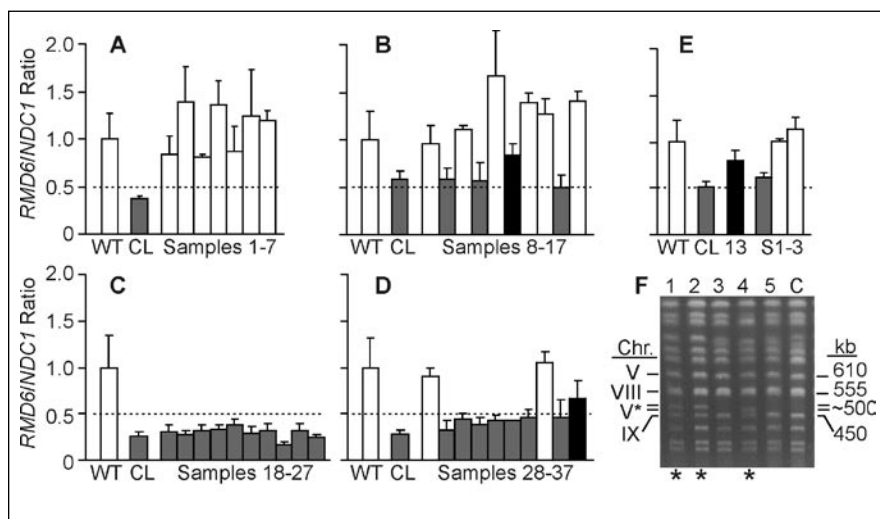 A
B
E
RMD6/NDC1 Ratio
2.0
1.5
1.0
0.5
0
WT CL Samples 1-7
WT CL Samples 8-17
WT CL 13 S1-3
C
D
F
1 2 3 4 5 C
RMD6/NDC1 Ratio
2.0
1.5
1.0
0.5
0
Chr.
kb
V
610
VIII
555
V*
~500
IX
450
WT CL Samples 18-27
WT CL Samples 28-37
* * *